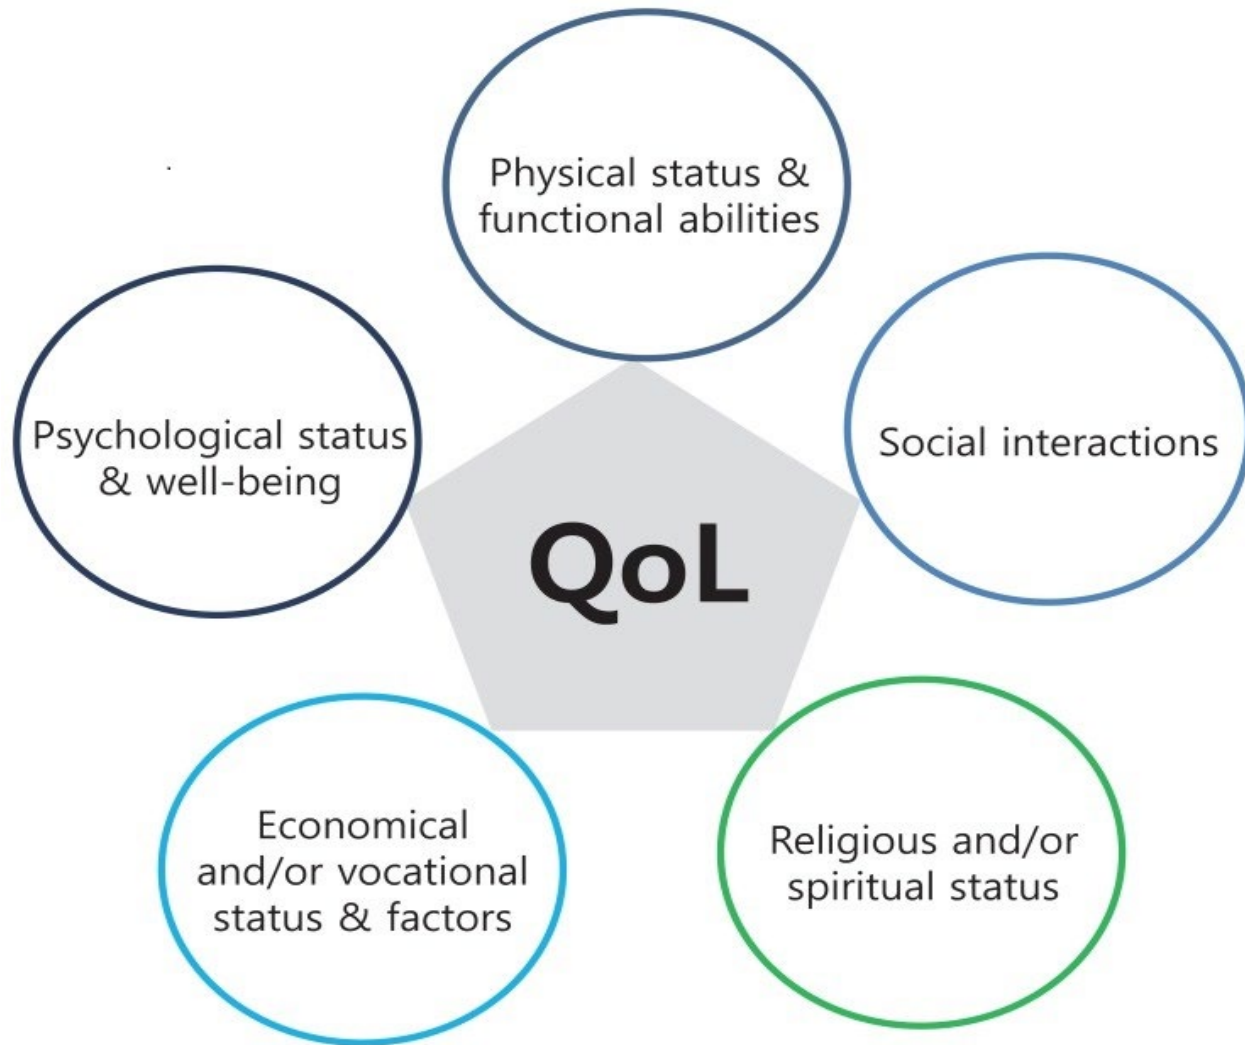 Physical status &
functional abilities
Psychological status
& well-being
Social interactions
QoL
Economical
and/or vocational
status & factors
Religious and/or
spiritual status